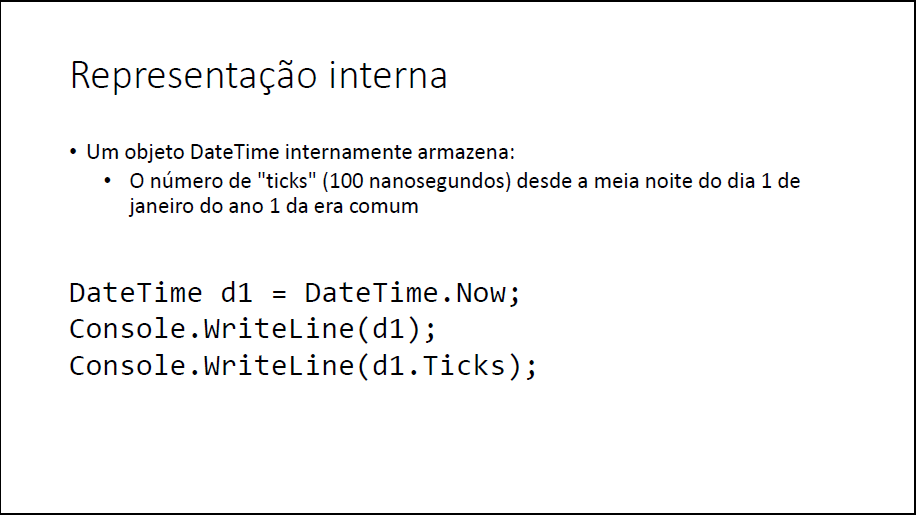 Representação interna
• Um objeto DateTime internamente armazena:
• O número de "ticks" (100 nanosegundos) desde a meia noite do dia 1 de
janeiro do ano 1 da era comum
DateTime d1 = DateTime.Now;
Console.WriteLine(d1);
Console.WriteLine(d1.Ticks);